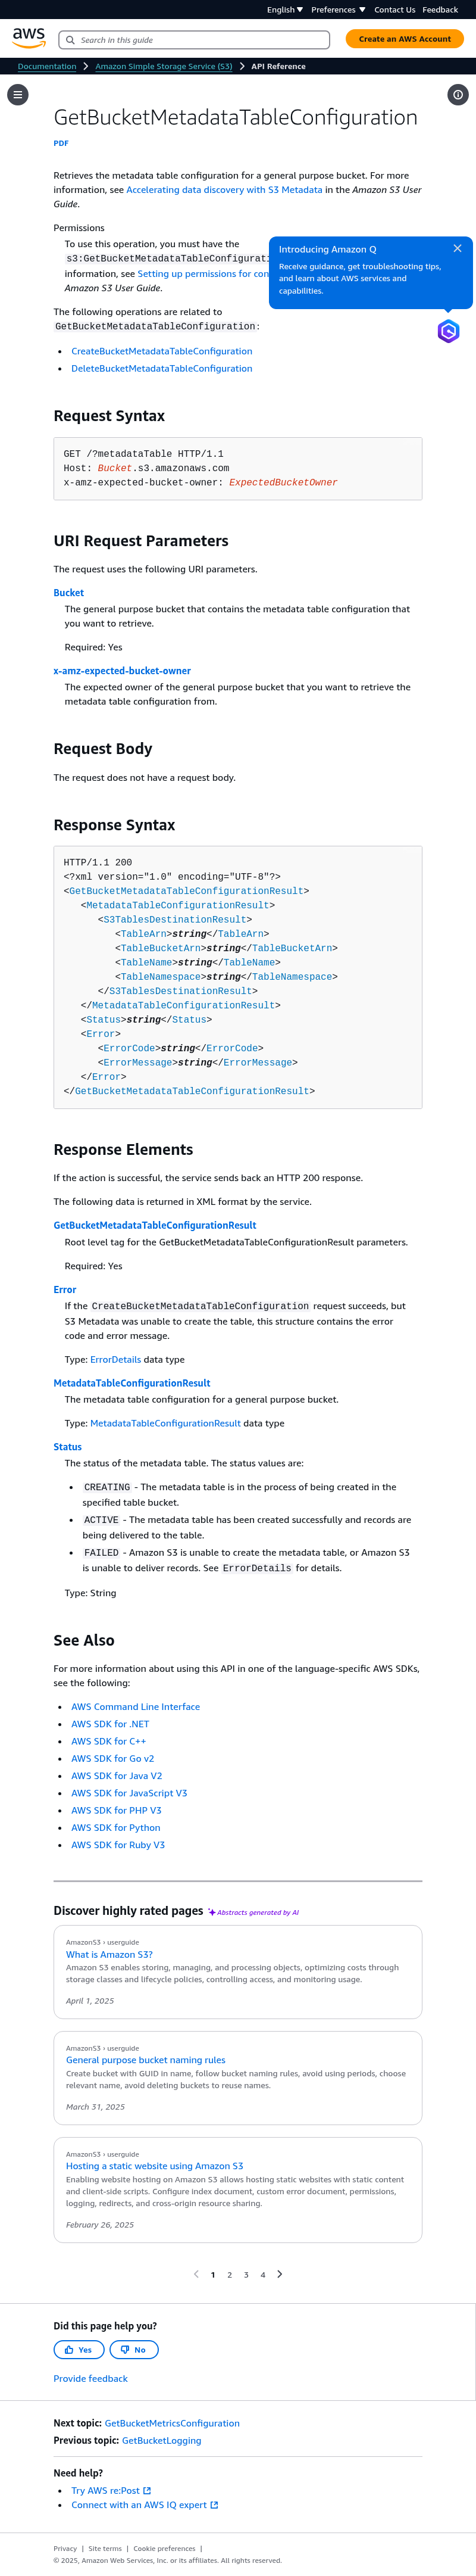 English
Preferences
Contact Us
Feedback
aws
Search in this guide
Create an AWS Account
Documentation
Amazon Simple Storage Service (S3)
API Reference
GetBucketMetadataTableConfiguration
PDF
Retrieves the metadata table configuration for a general purpose bucket. For more
information, see Accelerating data discovery with S3 Metadata in the Amazon S3 User
Guide.
Permissions
To use this operation, you must have the
s3:GetBucketMetadataTableConfigurati
information, see Setting up permissions for con
Amazon S3 User Guide.
Introducing Amazon Q
Receive guidance, get troubleshooting tips,
and learn about AWS services and
capabilities.
The following operations are related to
GetBucketMetadataTableConfiguration:
CreateBucketMetadataTableConfiguration
DeleteBucketMetadataTableConfiguration
Request Syntax
GET /?metadataTable HTTP/1.1
Host: Bucket.s3.amazonaws.com
x-amz-expected-bucket-owner: ExpectedBucketOwner
URI Request Parameters
The request uses the following URI parameters.
Bucket
The general purpose bucket that contains the metadata table configuration that
you want to retrieve.
Required: Yes
x-amz-expected-bucket-owner
The expected owner of the general purpose bucket that you want to retrieve the
metadata table configuration from.
Request Body
The request does not have a request body.
Response Syntax
HTTP/1.1 200
<?xml version="1.0" encoding="UTF-8"?>
<GetBucketMetadataTableConfigurationResult>
<MetadataTableConfigurationResult>
<S3TablesDestinationResult>
<TableArn>string</TableArn>
<TableBucketArn>string</TableBucketArn>
<TableName>string</TableName>
<TableNamespace>string</TableNamespace>
</S3TablesDestinationResult>
</MetadataTableConfigurationResult>
<Status>string</Status>
<Error>
<ErrorCode>string</ErrorCode>
<ErrorMessage>string</ErrorMessage>
</Error>
</GetBucketMetadataTableConfigurationResult>
Response Elements
If the action is successful, the service sends back an HTTP 200 response.
The following data is returned in XML format by the service.
GetBucketMetadataTableConfigurationResult
Root level tag for the GetBucketMetadataTableConfigurationResult parameters.
Required: Yes
Error
If the CreateBucketMetadataTableConfiguration request succeeds, but
S3 Metadata was unable to create the table, this structure contains the error
code and error message.
Type: ErrorDetails data type
MetadataTableConfigurationResult
The metadata table configuration for a general purpose bucket.
Type: MetadataTableConfigurationResult data type
Status
The status of the metadata table. The status values are:
CREATING - The metadata table is in the process of being created in the
specified table bucket.
ACTIVE - The metadata table has been created successfully and records are
being delivered to the table.
FAILED - Amazon S3 is unable to create the metadata table, or Amazon S3
is unable to deliver records. See ErrorDetails for details.
Type: String
See Also
For more information about using this API in one of the language-specific AWS SDKs,
see the following:
AWS Command Line Interface
AWS SDK for .NET
AWS SDK for C++
AWS SDK for Go v2
AWS SDK for Java V2
AWS SDK for JavaScript V3
AWS SDK for PHP V3
AWS SDK for Python
AWS SDK for Ruby V3
Discover highly rated pages Abstracts generated by AI
AmazonS3 › userguide
What is Amazon S3?
Amazon S3 enables storing, managing, and processing objects, optimizing costs through
storage classes and lifecycle policies, controlling access, and monitoring usage.
April 1, 2025
AmazonS3 › userguide
General purpose bucket naming rules
Create bucket with GUID in name, follow bucket naming rules, avoid using periods, choose
relevant name, avoid deleting buckets to reuse names.
March 31, 2025
AmazonS3 › userguide
Hosting a static website using Amazon S3
Enabling website hosting on Amazon S3 allows hosting static websites with static content
and client-side scripts. Configure index document, custom error document, permissions,
logging, redirects, and cross-origin resource sharing.
February 26, 2025
1 2 3 4
Did this page help you?
Yes
No
Provide feedback
Next topic: GetBucketMetricsConfiguration
Previous topic: GetBucketLogging
Need help?
Try AWS re:Post
Connect with an AWS IQ expert
Privacy | Site terms | Cookie preferences |
© 2025, Amazon Web Services, Inc. or its affiliates. All rights reserved.